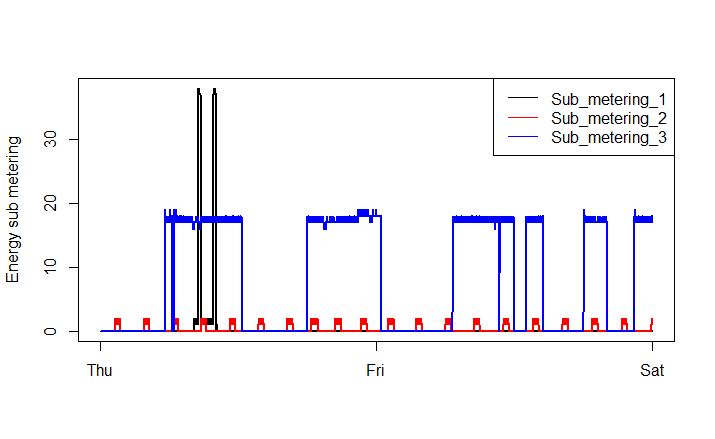 Sub_metering_1
Sub_metering_2
Sub_metering_3
Energy sub metering
30
20
10
0
Thu
Fri
Sat